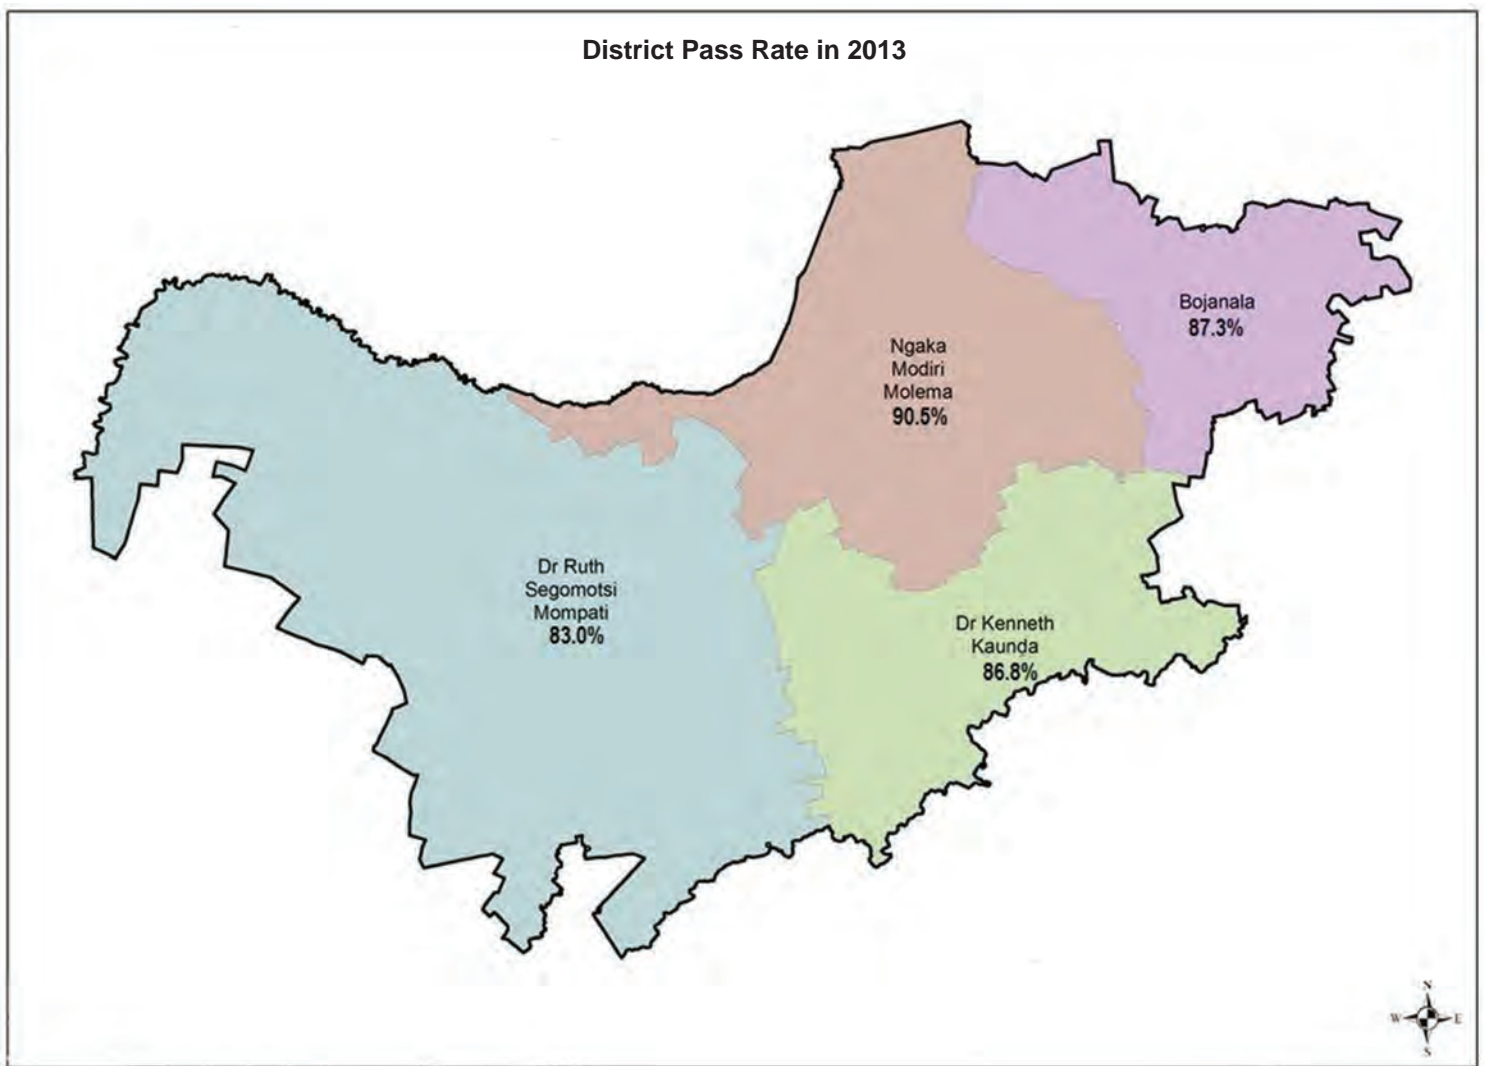 District Pass Rate in 2013
Bojanala
87.3%
Ngaka
Modiri
Molema
90.5%
Dr Ruth
Segomotsi
Mompati
83.0%
Dr Kenneth
Kaunda
86.8%
N
W E
S